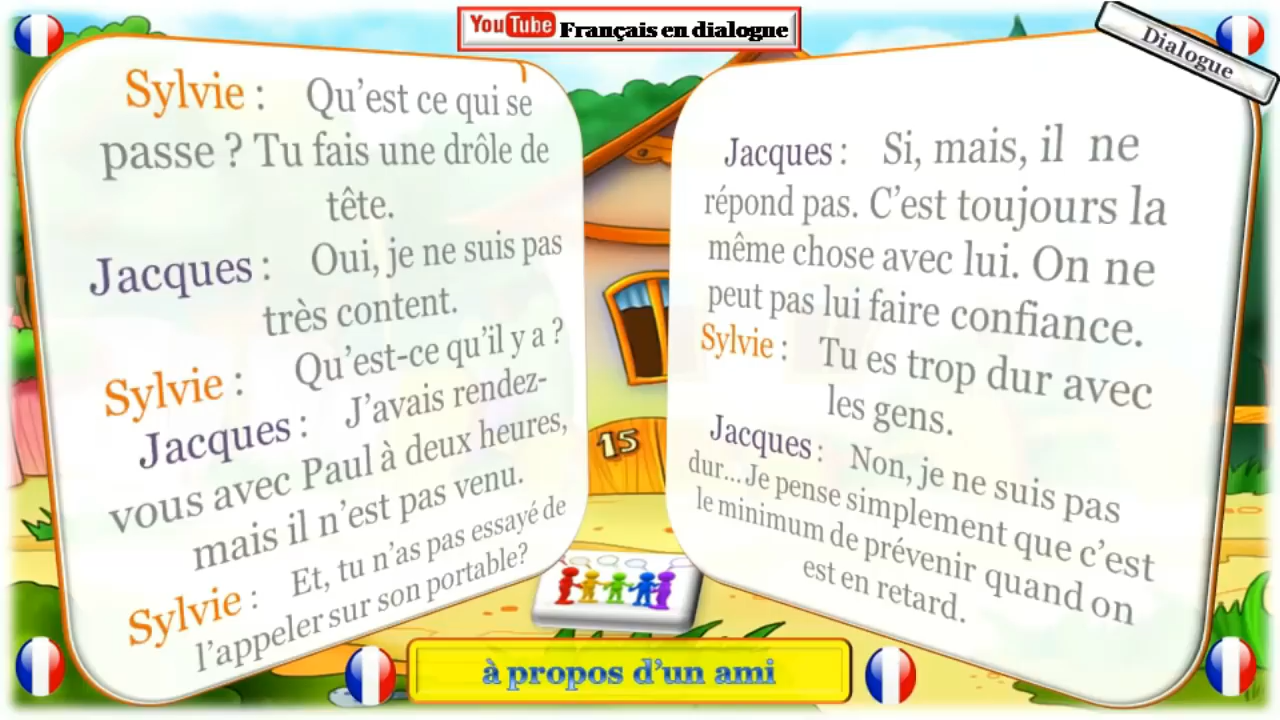 YouTube Français en dialogue
Dialogue
Sylvie : Qu’est ce qui se
passe ? Tu fais une drôle de
tête.
Jacques : Oui, je ne suis pas
très content.
Sylvie : Qu’est-ce qu’il y a ?
Jacques : J’avais rendez-
vous avec Paul à deux heures,
mais il n’est pas venu.
Sylvie : Et, tu n’as pas essayé de
l’appeler sur son portable?
Jacques : Si, mais, il ne
répond pas. C’est toujours la
même chose avec lui. On ne
peut pas lui faire confiance.
Sylvie : Tu es trop dur avec
les gens.
Jacques : Non, je ne suis pas
dur...Je pense simplement que c’est
le minimum de prévenir quand on
est en retard.
15
à propos d’un ami